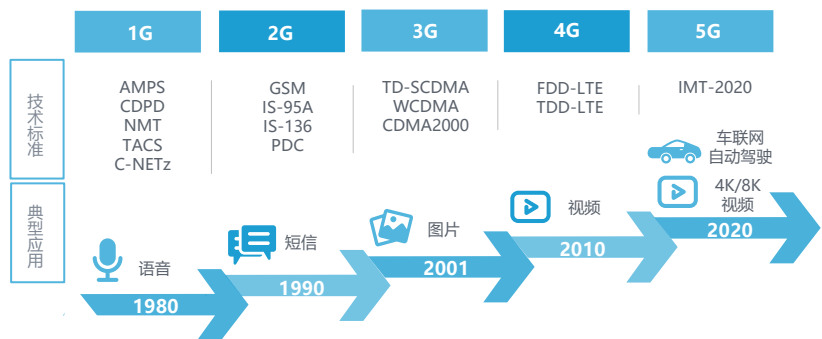 1G
2G
3G
4G
5G
技术标准
AMPS
CDPD
NMT
TACS
C-NETz
GSM
IS-95A
IS-136
PDC
TD-SCDMA
WCDMA
CDMA2000
FDD-LTE
TDD-LTE
IMT-2020
典型应用
语音
短信
图片
视频
车联网
自动驾驶
4K/8K
视频
1980
1990
2001
2010
2020